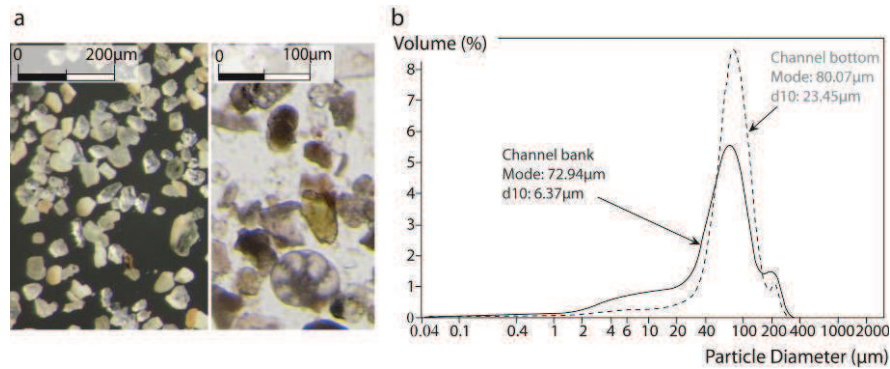 a
0 200µm
0 100µm
b
Volume (%)
8
7
6
5
4
3
2
1
0
Channel bottom
Mode: 80.07µm
d10: 23.45µm
Channel bank
Mode: 72.94µm
d10: 6.37µm
0.04 0.1 0.4 1 2 4 6 10 20 40 100 200 400 1000 2000
Particle Diameter (µm)